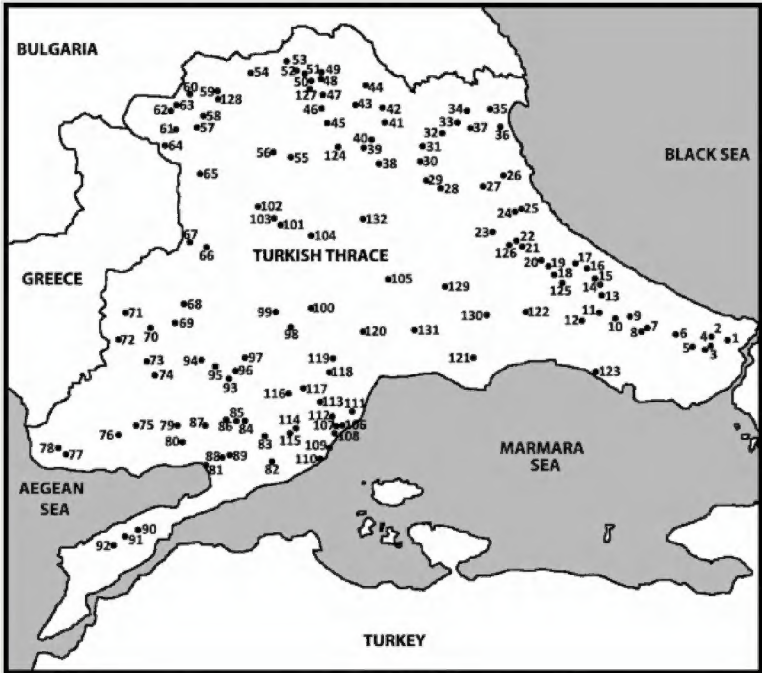 BULGARIA
BLACK SEA
TURKISH THRACE
GREECE
AEGEAN
SEA
MARMARA
SEA
TURKEY
53
52 51 49
54 50 48
59 127 47 44
60 128
63 46 43 42 34 35
62 58
61 57 45 41 33 37 36
32
64 40 39 31
56 55 124 38 30
65 29 28 27 26
102
103 101 132 24 25
104 23 22
67 126 21
66 20 19 17 16
18 15
105 129 125 14
13
68 100
71 99 130 122 11 9
70 69 98 12 10 7
8
72 120 131 6 4 2 1
5 3
97 119 121
73 94 95 96 118 123
74 93
116 117
113 111
85 112
76 75 79 87 86 84 114 107 106
80 83 115 108
78 77 88 89 109
81 82 110
90
92 91